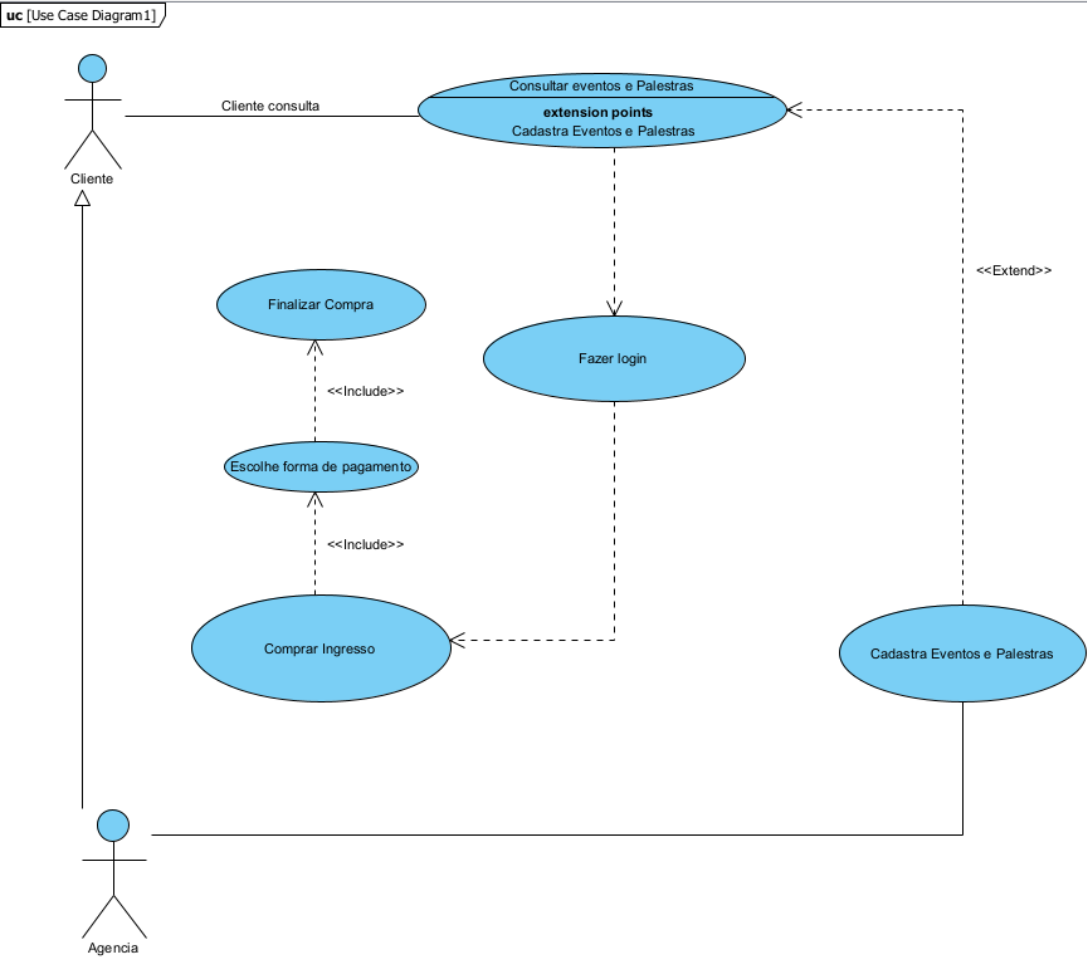 uc [Use Case Diagram1]
Consultar eventos e Palestras
Cliente consulta
extension points
Cadastra Eventos e Palestras
Cliente
<<Extend>>
Finalizar Compra
Fazer login
<<Include>>
Escolhe forma de pagamento
<<Include>>
Comprar Ingresso
Cadastra Eventos e Palestras
Agencia